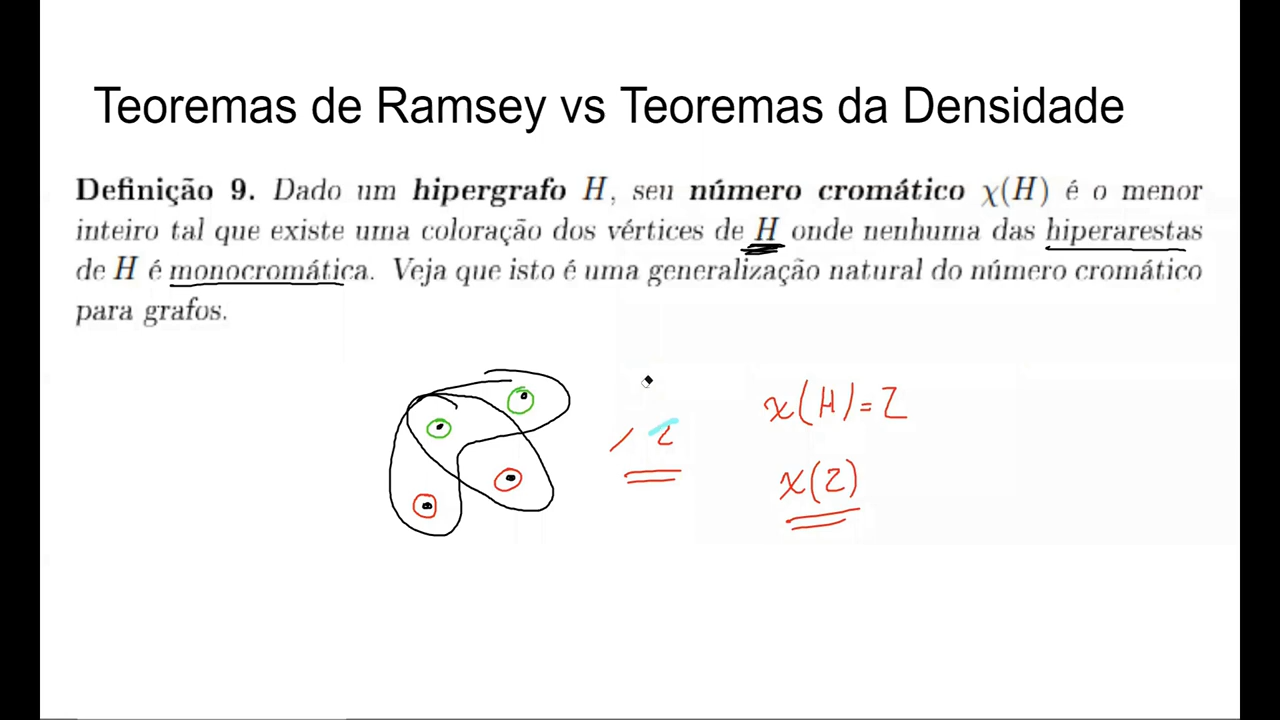 Teoremas de Ramsey vs Teoremas da Densidade
Definição 9. Dado um hipergrafo H, seu número cromático χ(H) é o menor
inteiro tal que existe uma coloração dos vértices de H onde nenhuma das hiperarestas
de H é monocromática. Veja que isto é uma generalização natural do número cromático
para grafos.
χ(H)=2
χ(2)